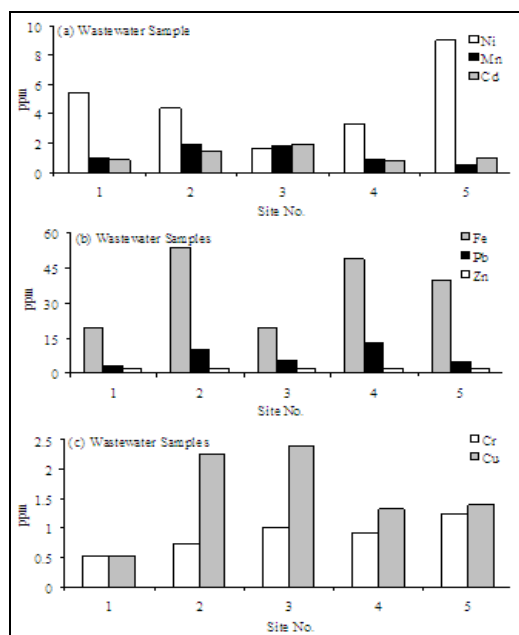 (a) Wastewater Sample
Ni
Mn
Cd
ppm
10
8
6
4
2
0
1 2 3 4 5
Site No.
(b) Wastewater Samples
Fe
Pb
Zn
ppm
60
45
30
15
0
1 2 3 4 5
Site No.
(c) Wastewater Samples
Cr
Cu
ppm
2.5
2
1.5
1
0.5
0
1 2 3 4 5
Site No.